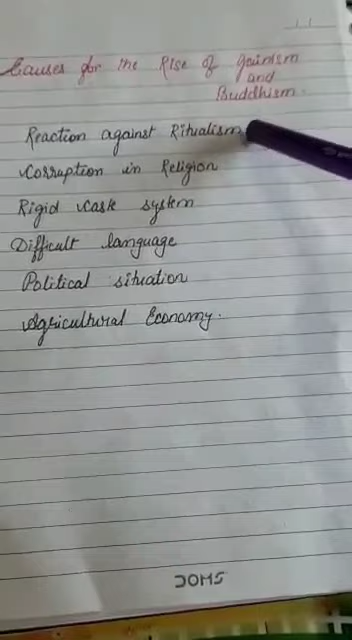 Causes for the Rise of Jainism
and
Buddhism.
Reaction against Ritualism
Corruption in Religion
Rigid cask system
Difficult language
Political situation
Agricultural Economy.
DOMS